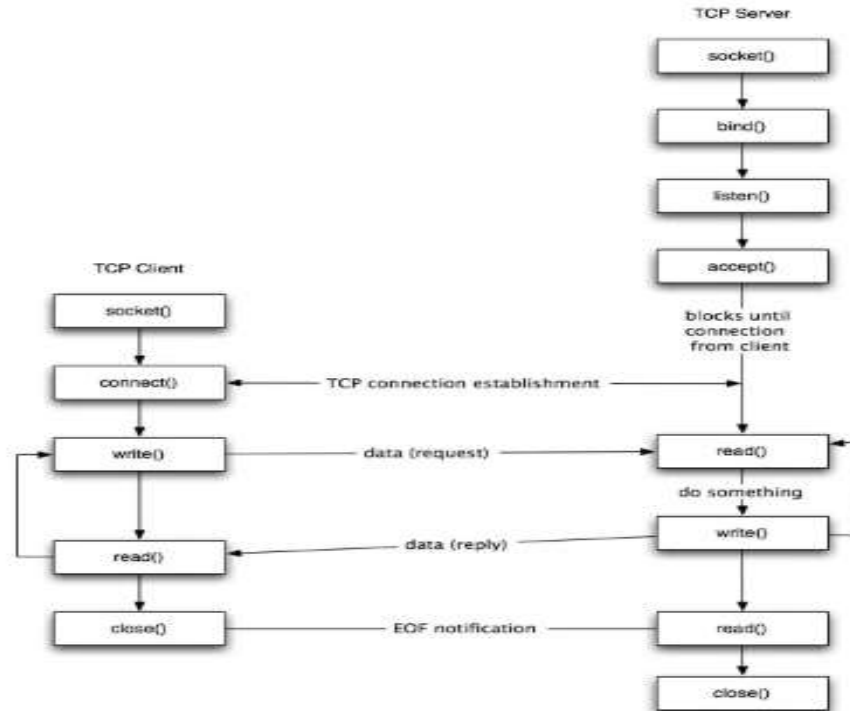 TCP Server
socket()
bind()
listen()
accept()
blocks until
connection
from client
TCP Client
socket()
connect()
TCP connection establishment
write()
data (request)
read()
do something
write()
data (reply)
read()
close()
EOF notification
read()
close()